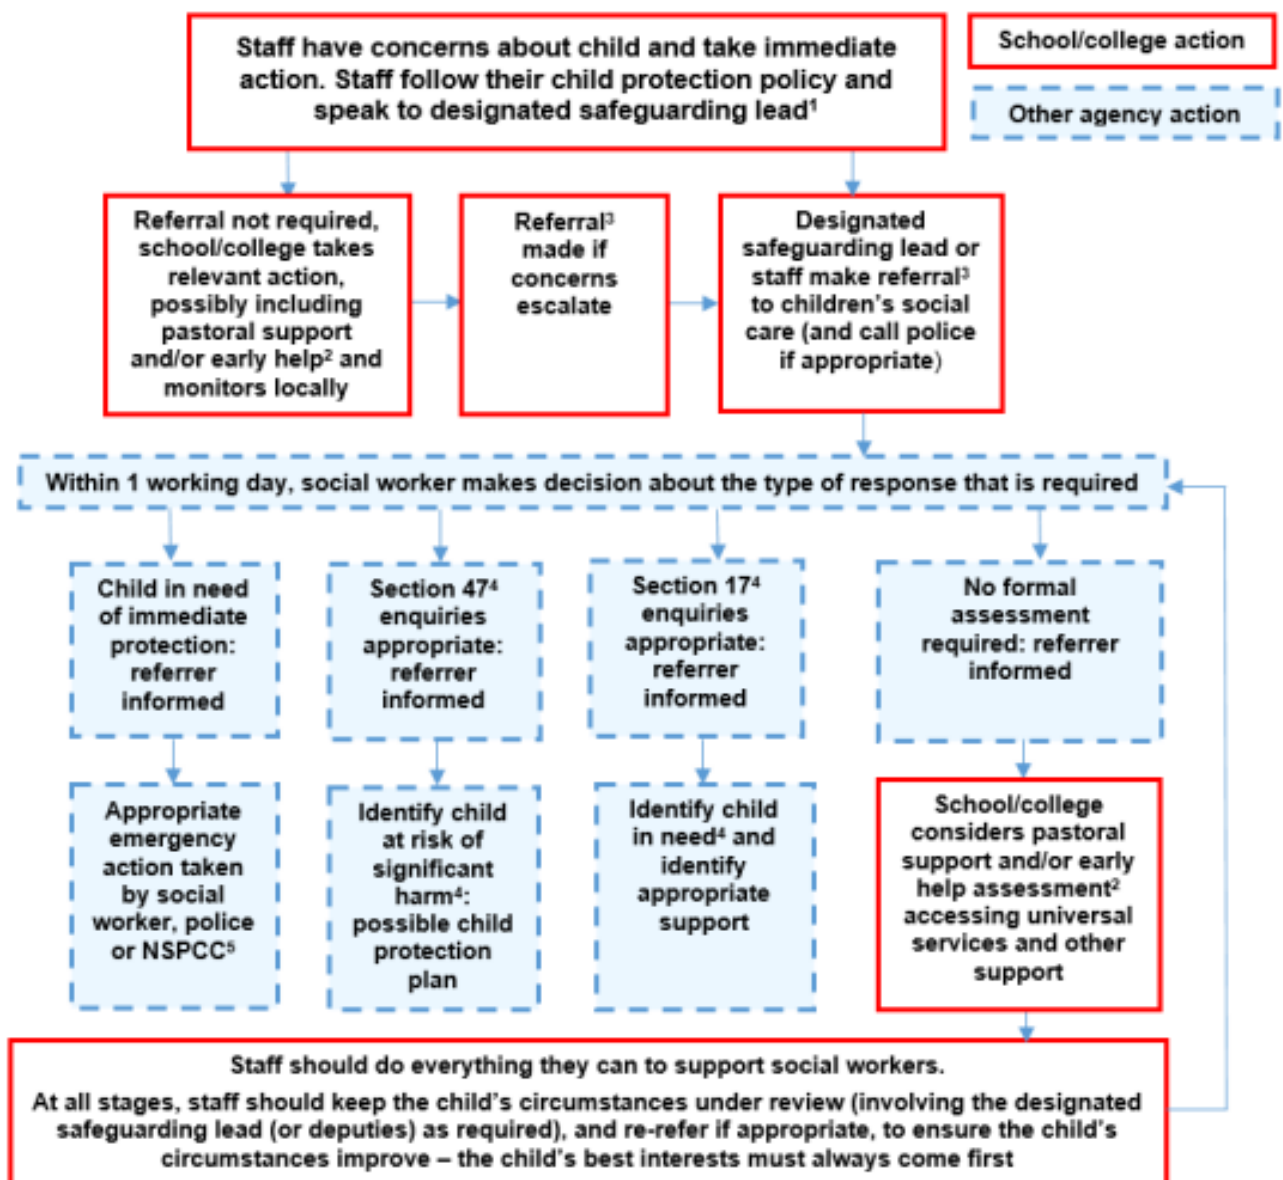 Staff have concerns about child and take immediate
action. Staff follow their child protection policy and
speak to designated safeguarding lead¹
School/college action
Other agency action
Referral not required,
school/college takes
relevant action,
possibly including
pastoral support
and/or early help² and
monitors locally
Referral³
made if
concerns
escalate
Designated
safeguarding lead or
staff make referral³
to children’s social
care (and call police
if appropriate)
Within 1 working day, social worker makes decision about the type of response that is required
Child in need
of immediate
protection:
referrer
informed
Section 47⁴
enquiries
appropriate:
referrer
informed
Section 17⁴
enquiries
appropriate:
referrer
informed
No formal
assessment
required: referrer
informed
Appropriate
emergency
action taken
by social
worker, police
or NSPCC⁵
Identify child
at risk of
significant
harm⁴:
possible child
protection
plan
Identify child
in need⁴ and
identify
appropriate
support
School/college
considers pastoral
support and/or early
help assessment²
accessing universal
services and other
support
Staff should do everything they can to support social workers.
At all stages, staff should keep the child’s circumstances under review (involving the designated
safeguarding lead (or deputies) as required), and re-refer if appropriate, to ensure the child’s
circumstances improve – the child’s best interests must always come first